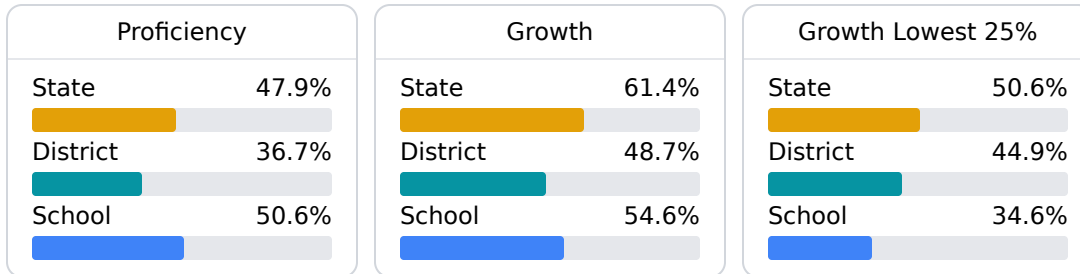 Proficiency
State 47.9%
District 36.7%
School 50.6%
Growth
State 61.4%
District 48.7%
School 54.6%
Growth Lowest 25%
State 50.6%
District 44.9%
School 34.6%